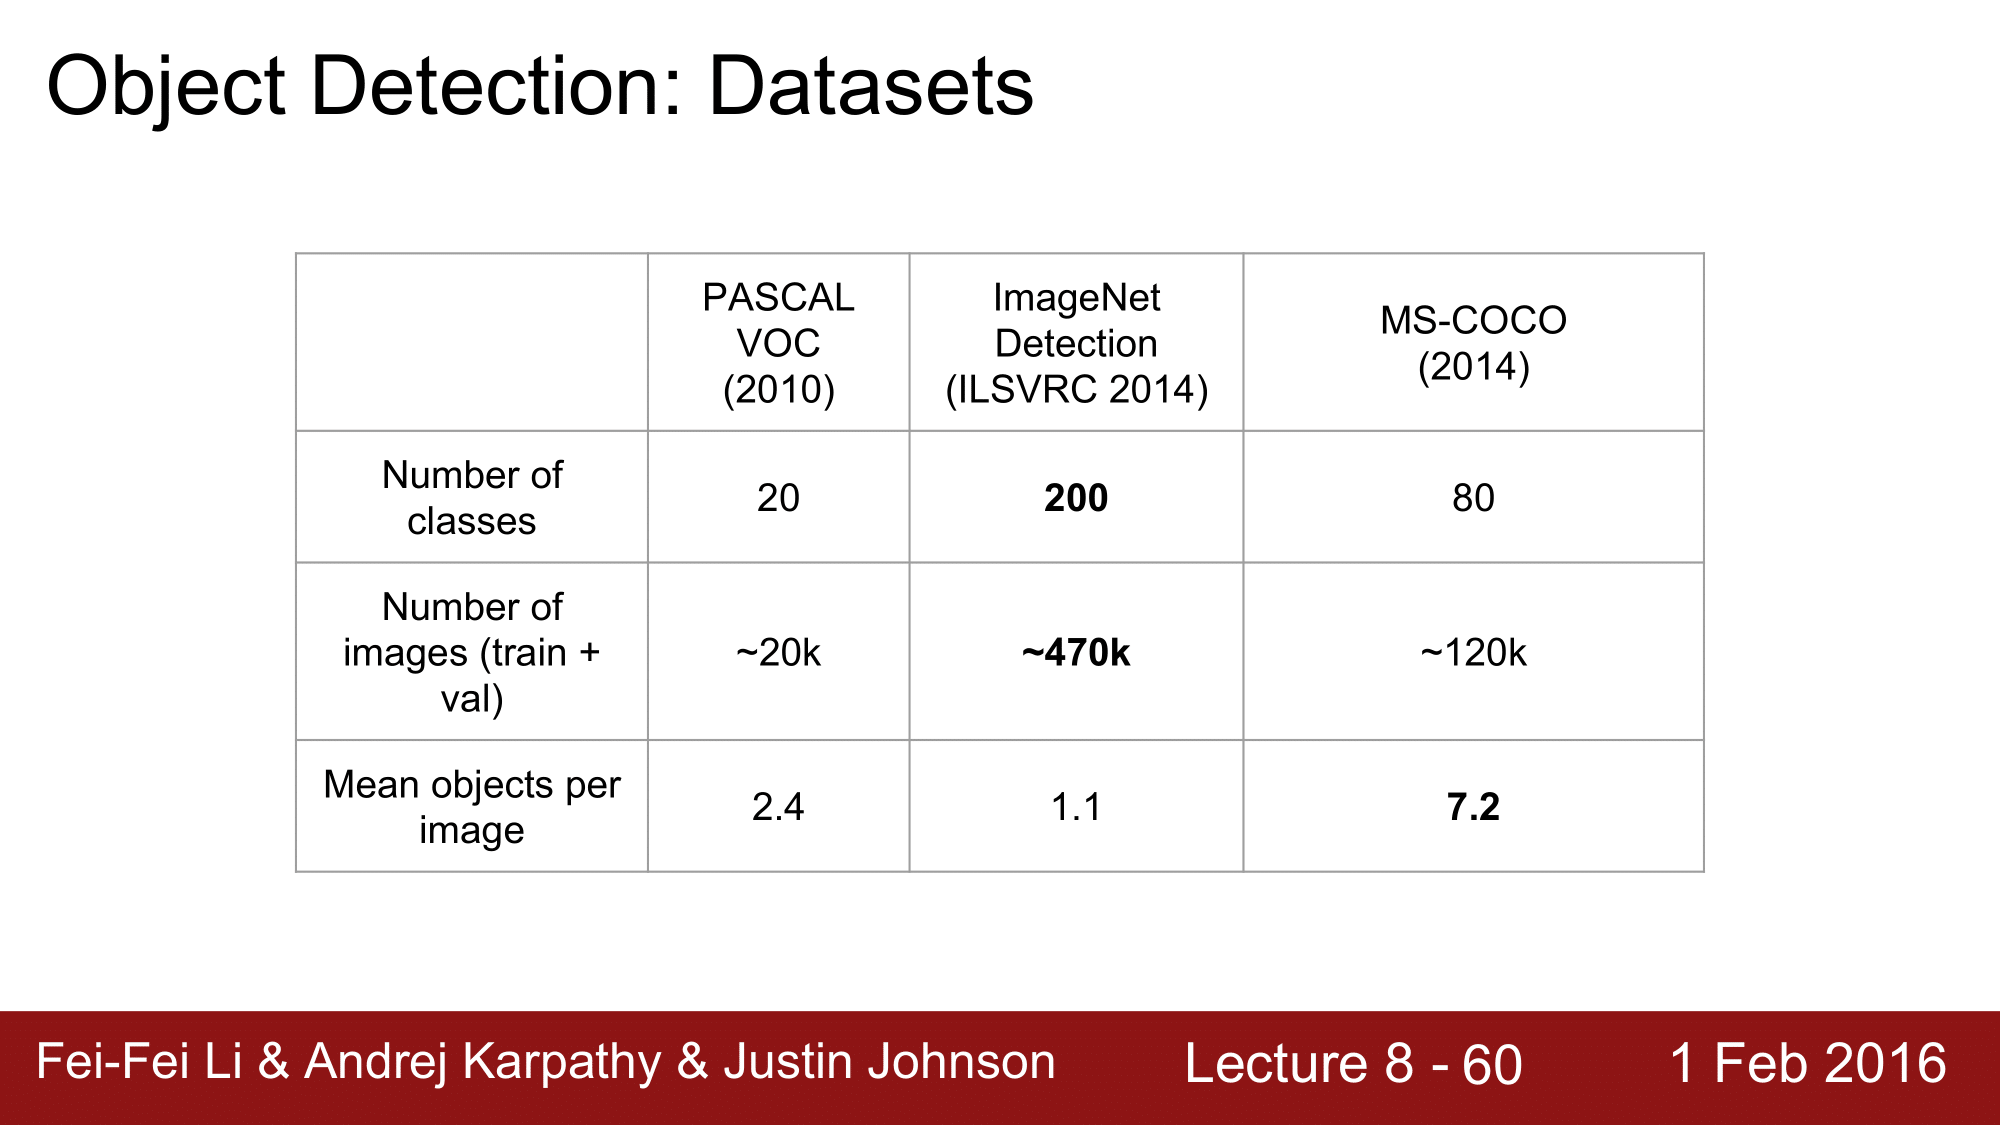 Object Detection: Datasets
PASCAL
VOC
(2010)
ImageNet
Detection
(ILSVRC 2014)
MS-COCO
(2014)
Number of
classes
20
200
80
Number of
images (train +
val)
~20k
~470k
~120k
Mean objects per
image
2.4
1.1
7.2
Fei-Fei Li & Andrej Karpathy & Justin Johnson
Lecture 8 - 60
1 Feb 2016